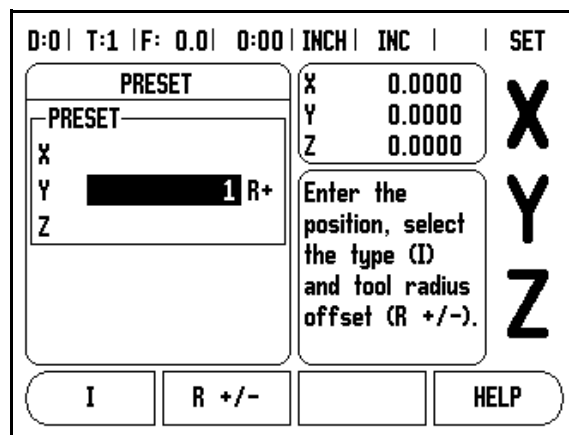 D:0 | T:1 | F: 0.0 | 0:00 | INCH | INC | | SET
PRESET
PRESET
X
Y 1 R+
Z
X 0.0000
Y 0.0000
Z 0.0000
Enter the
position, select
the type (I)
and tool radius
offset (R +/-).
X
Y
Z
I
R +/-
HELP